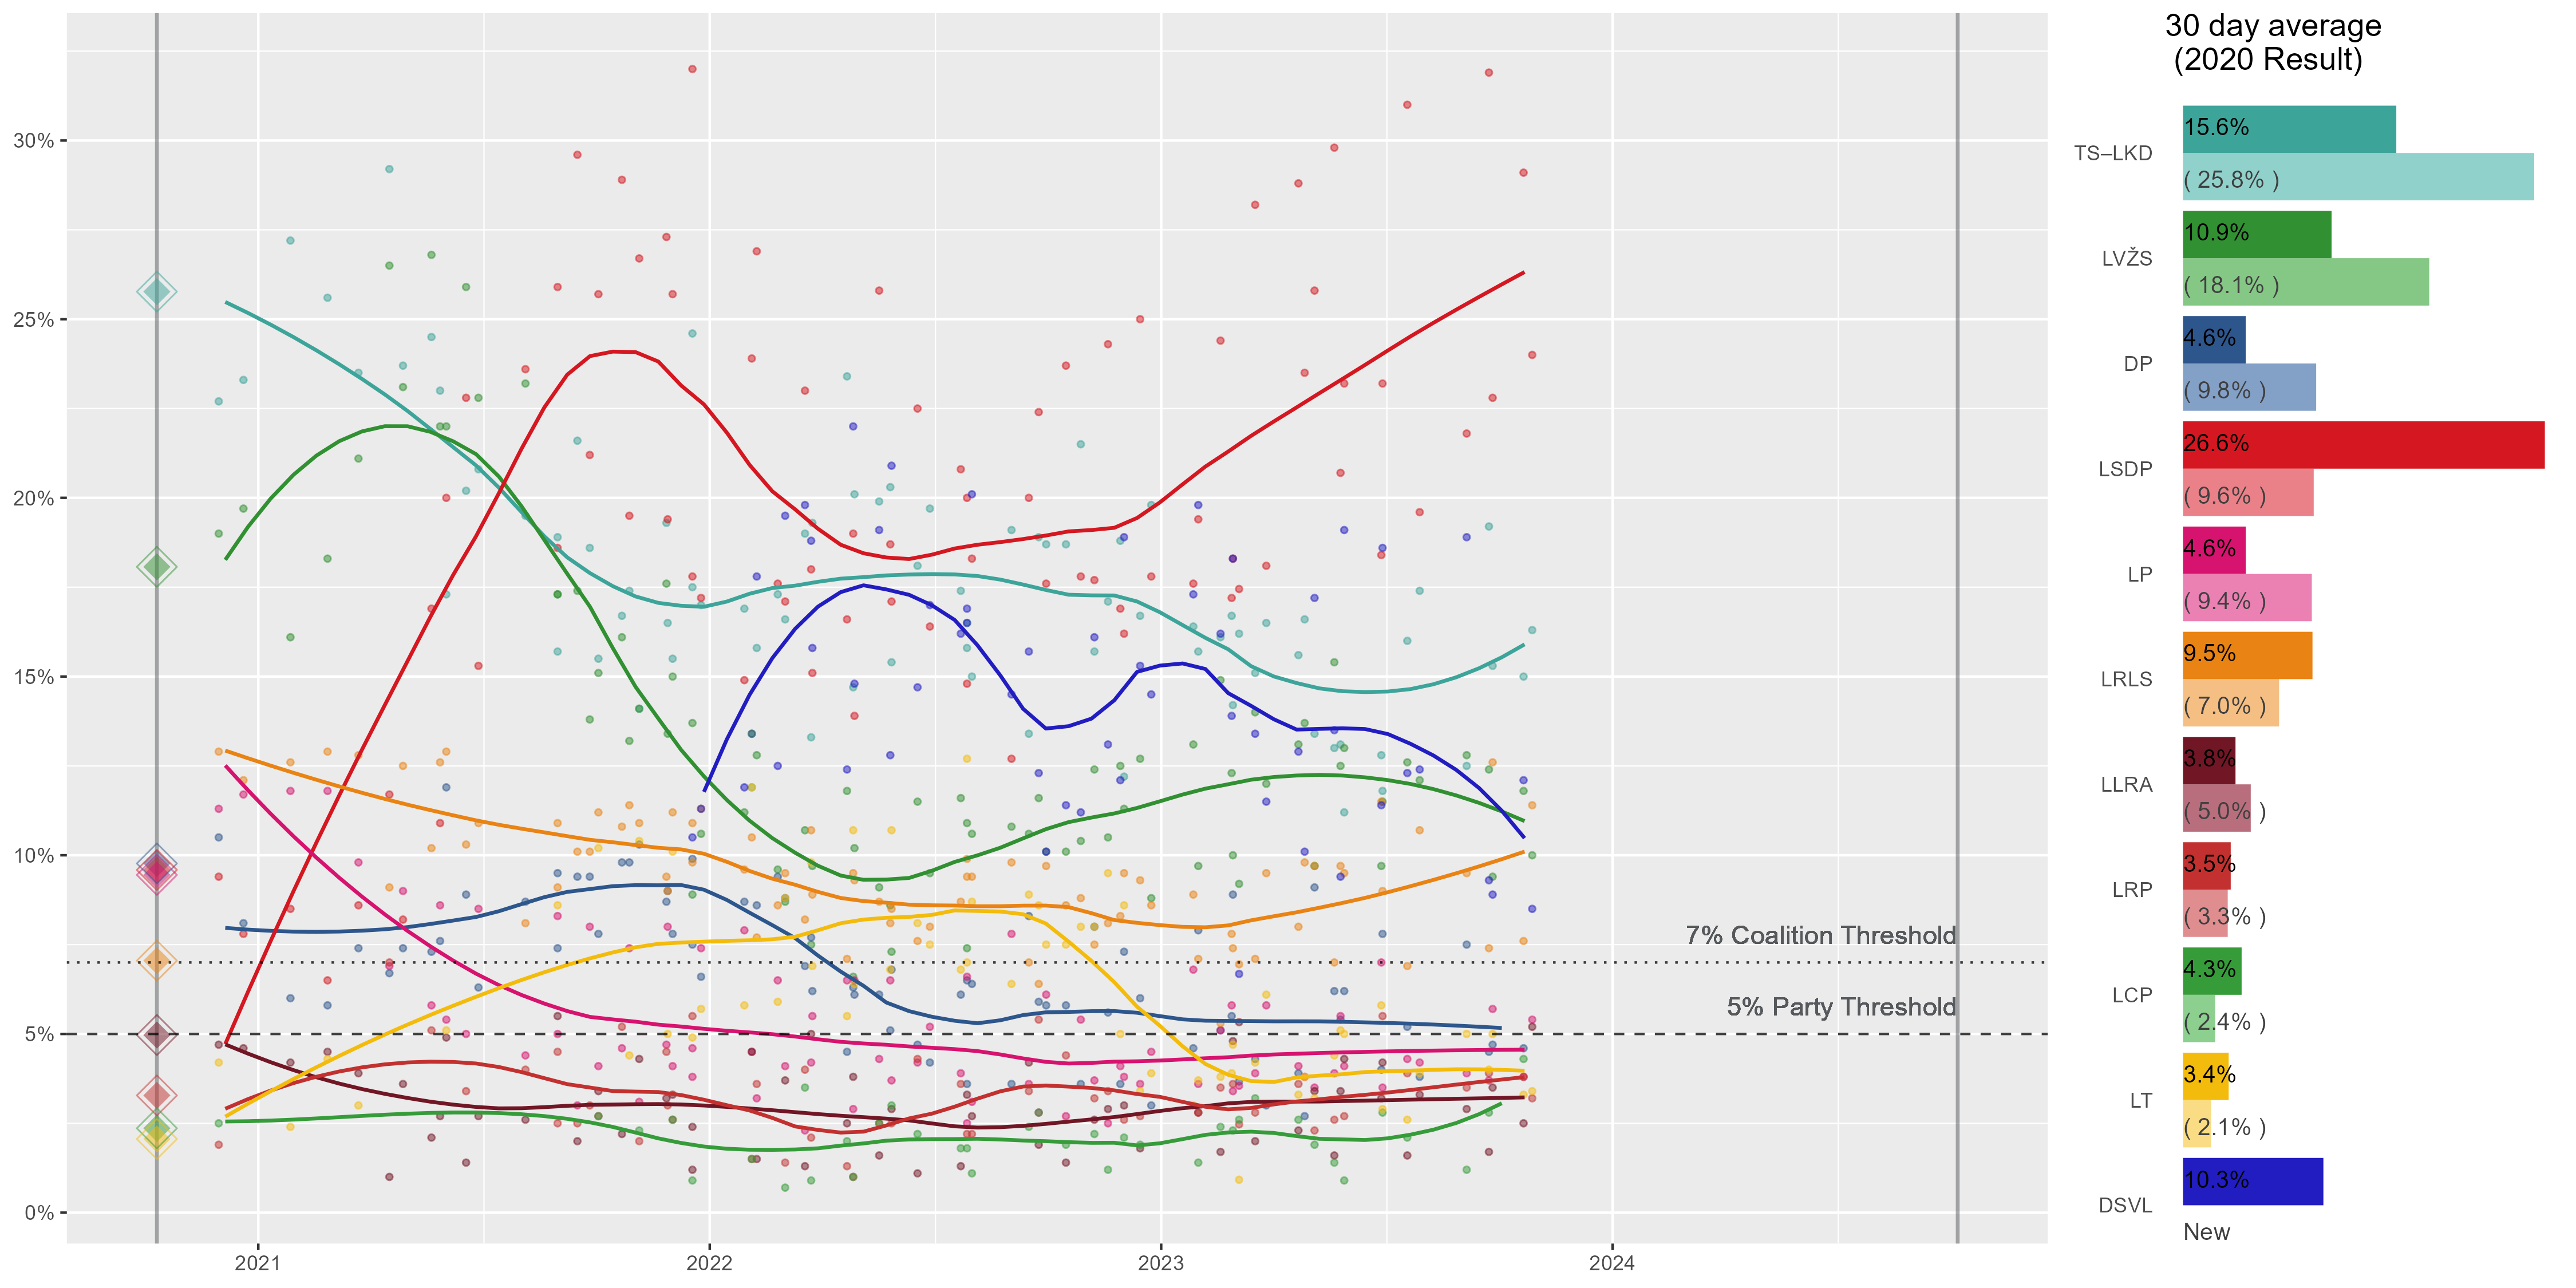 30 day average
(2020 Result)
30%
25%
20%
15%
10%
5%
0%
2021
2022
2023
2024
7% Coalition Threshold
5% Party Threshold
TS–LKD
15.6%
( 25.8% )
LVŽS
10.9%
( 18.1% )
DP
4.6%
( 9.8% )
LSDP
26.6%
( 9.6% )
LP
4.6%
( 9.4% )
LRLS
9.5%
( 7.0% )
LLRA
3.8%
( 5.0% )
LRP
3.5%
( 3.3% )
LCP
4.3%
( 2.4% )
LT
3.4%
( 2.1% )
DSVL
10.3%
New